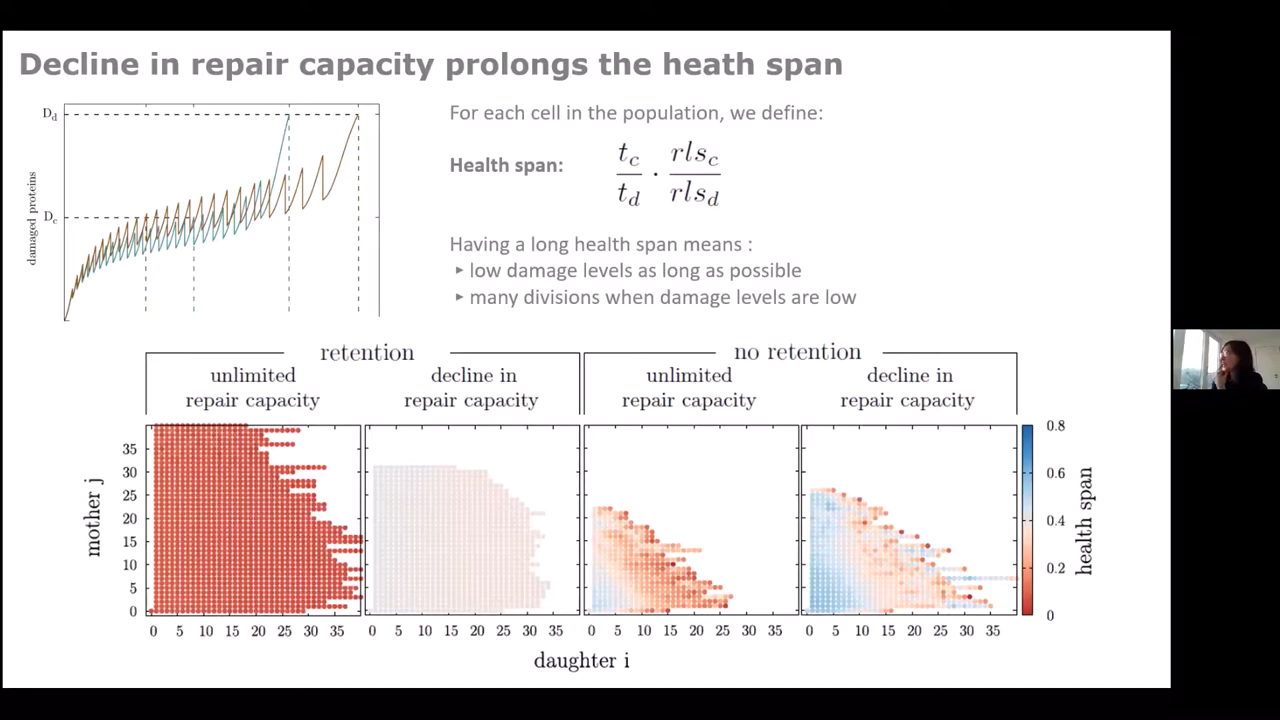 Decline in repair capacity prolongs the heath span
D_d
D_c
damaged proteins
For each cell in the population, we define:
Health span: t_c / t_d · rls_c / rls_d
Having a long health span means :
‣ low damage levels as long as possible
‣ many divisions when damage levels are low
retention
no retention
unlimited
repair capacity
decline in
repair capacity
unlimited
repair capacity
decline in
repair capacity
mother j
35
30
25
20
15
10
5
0
0 5 10 15 20 25 30 35
0 5 10 15 20 25 30 35
0 5 10 15 20 25 30 35
0 5 10 15 20 25 30 35
daughter i
0.8
0.6
0.4
0.2
0
health span